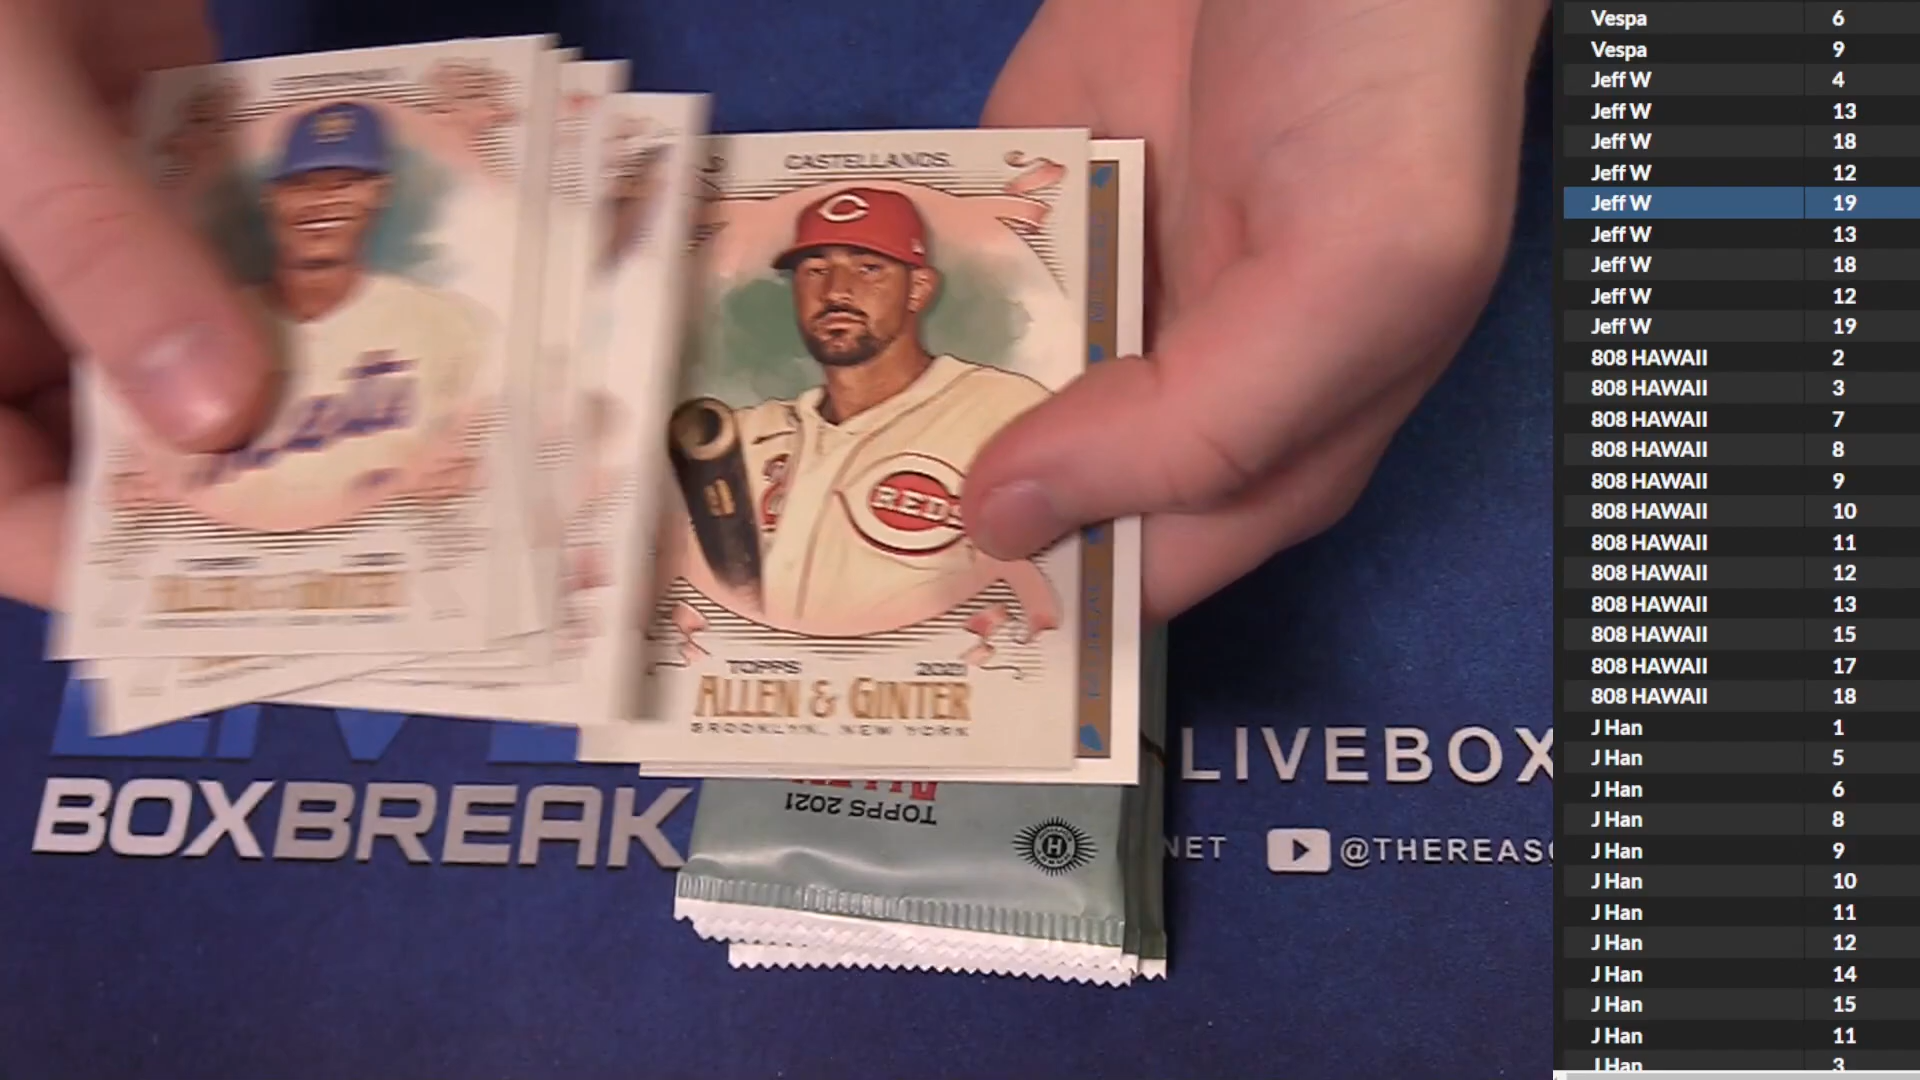 CASTELLANOS.
C
REDS
TOPPS 2021
ALLEN & GINTER
BROOKLYN, NEW YORK
ALLEN & GINTER
TOPPS 2021
H
LIVE
BOXBREAK
LIVEBOX
NET
@THEREAS
Vespa 6
Vespa 9
Jeff W 4
Jeff W 13
Jeff W 18
Jeff W 12
Jeff W 19
Jeff W 13
Jeff W 18
Jeff W 12
Jeff W 19
808 HAWAII 2
808 HAWAII 3
808 HAWAII 7
808 HAWAII 8
808 HAWAII 9
808 HAWAII 10
808 HAWAII 11
808 HAWAII 12
808 HAWAII 13
808 HAWAII 15
808 HAWAII 17
808 HAWAII 18
J Han 1
J Han 5
J Han 6
J Han 8
J Han 9
J Han 10
J Han 11
J Han 12
J Han 14
J Han 15
J Han 11
J Han 3